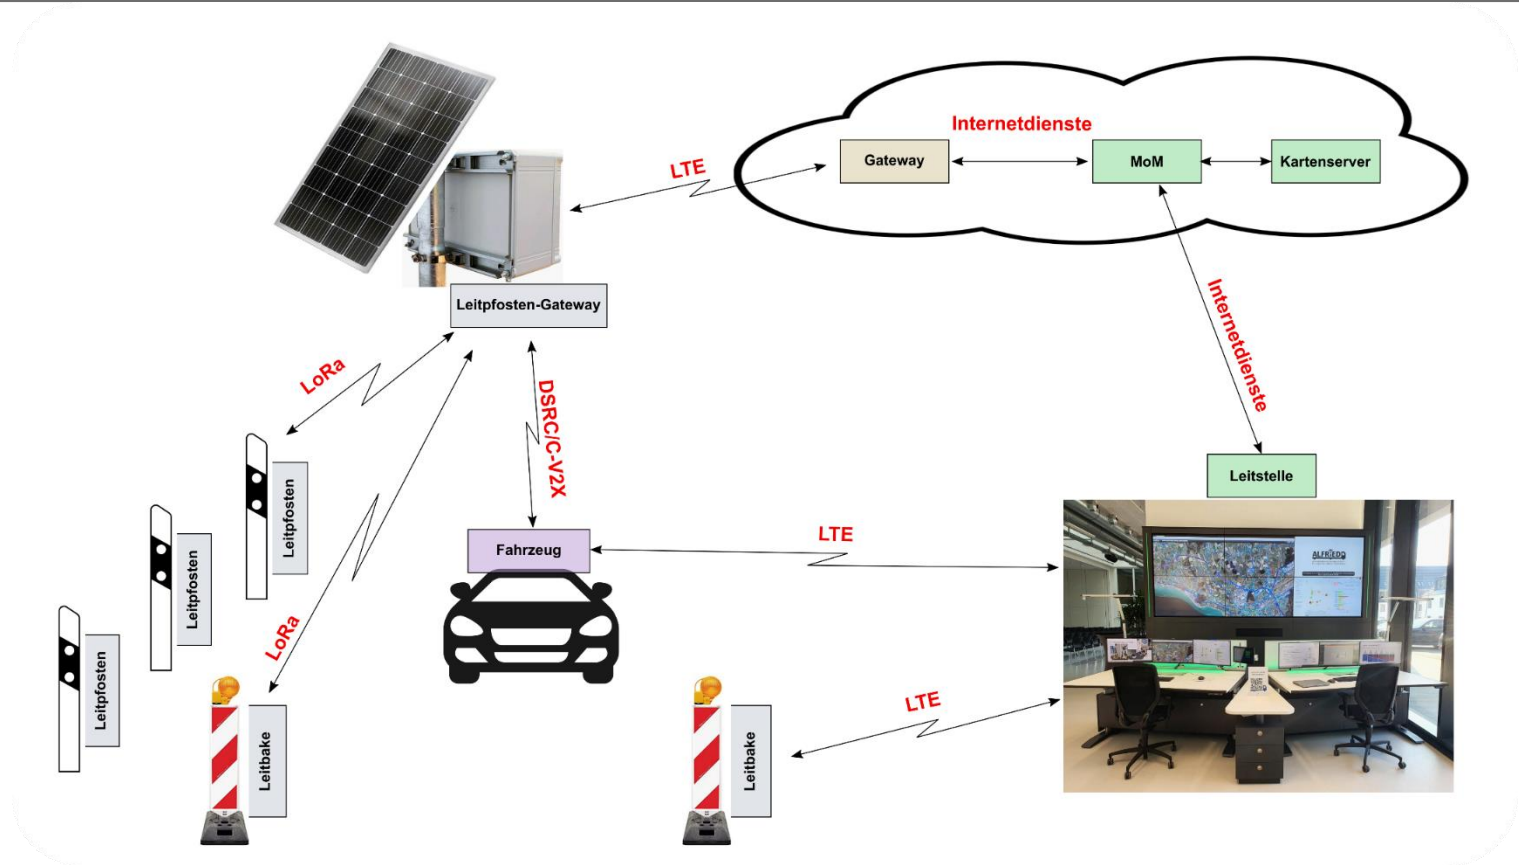 Internetdienste
LTE
Gateway
MoM
Kartenserver
Leitpfosten-Gateway
Internetdienste
LoRa
DSRC/C-V2X
Leitstelle
Leitpfosten
LTE
Fahrzeug
ALFRIEDO
Leitpfosten
LoRa
Leitpfosten
LTE
Leitbake
Leitbake